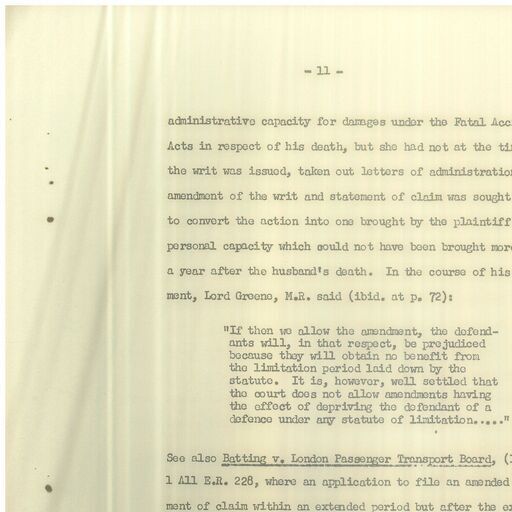 - 11 -
administrative capacity for damages under the Fatal Acc
Acts in respect of his death, but she had not at the ti
the writ was issued, taken out letters of administration
amendment of the writ and statement of claim was sought
to convert the action into one brought by the plaintiff
personal capacity which could not have been brought more
a year after the husband's death. In the course of his
ment, Lord Greene, M.R. said (ibid. at p. 72):
"If then we allow the amendment, the defend-
ants will, in that respect, be prejudiced
because they will obtain no benefit from
the limitation period laid down by the
statute. It is, however, well settled that
the court does not allow amendments having
the effect of depriving the defendant of a
defence under any statute of limitation....."
See also Batting v. London Passenger Transport Board, (1
1 All E.R. 228, where an application to file an amended
ment of claim within an extended period but after the ex